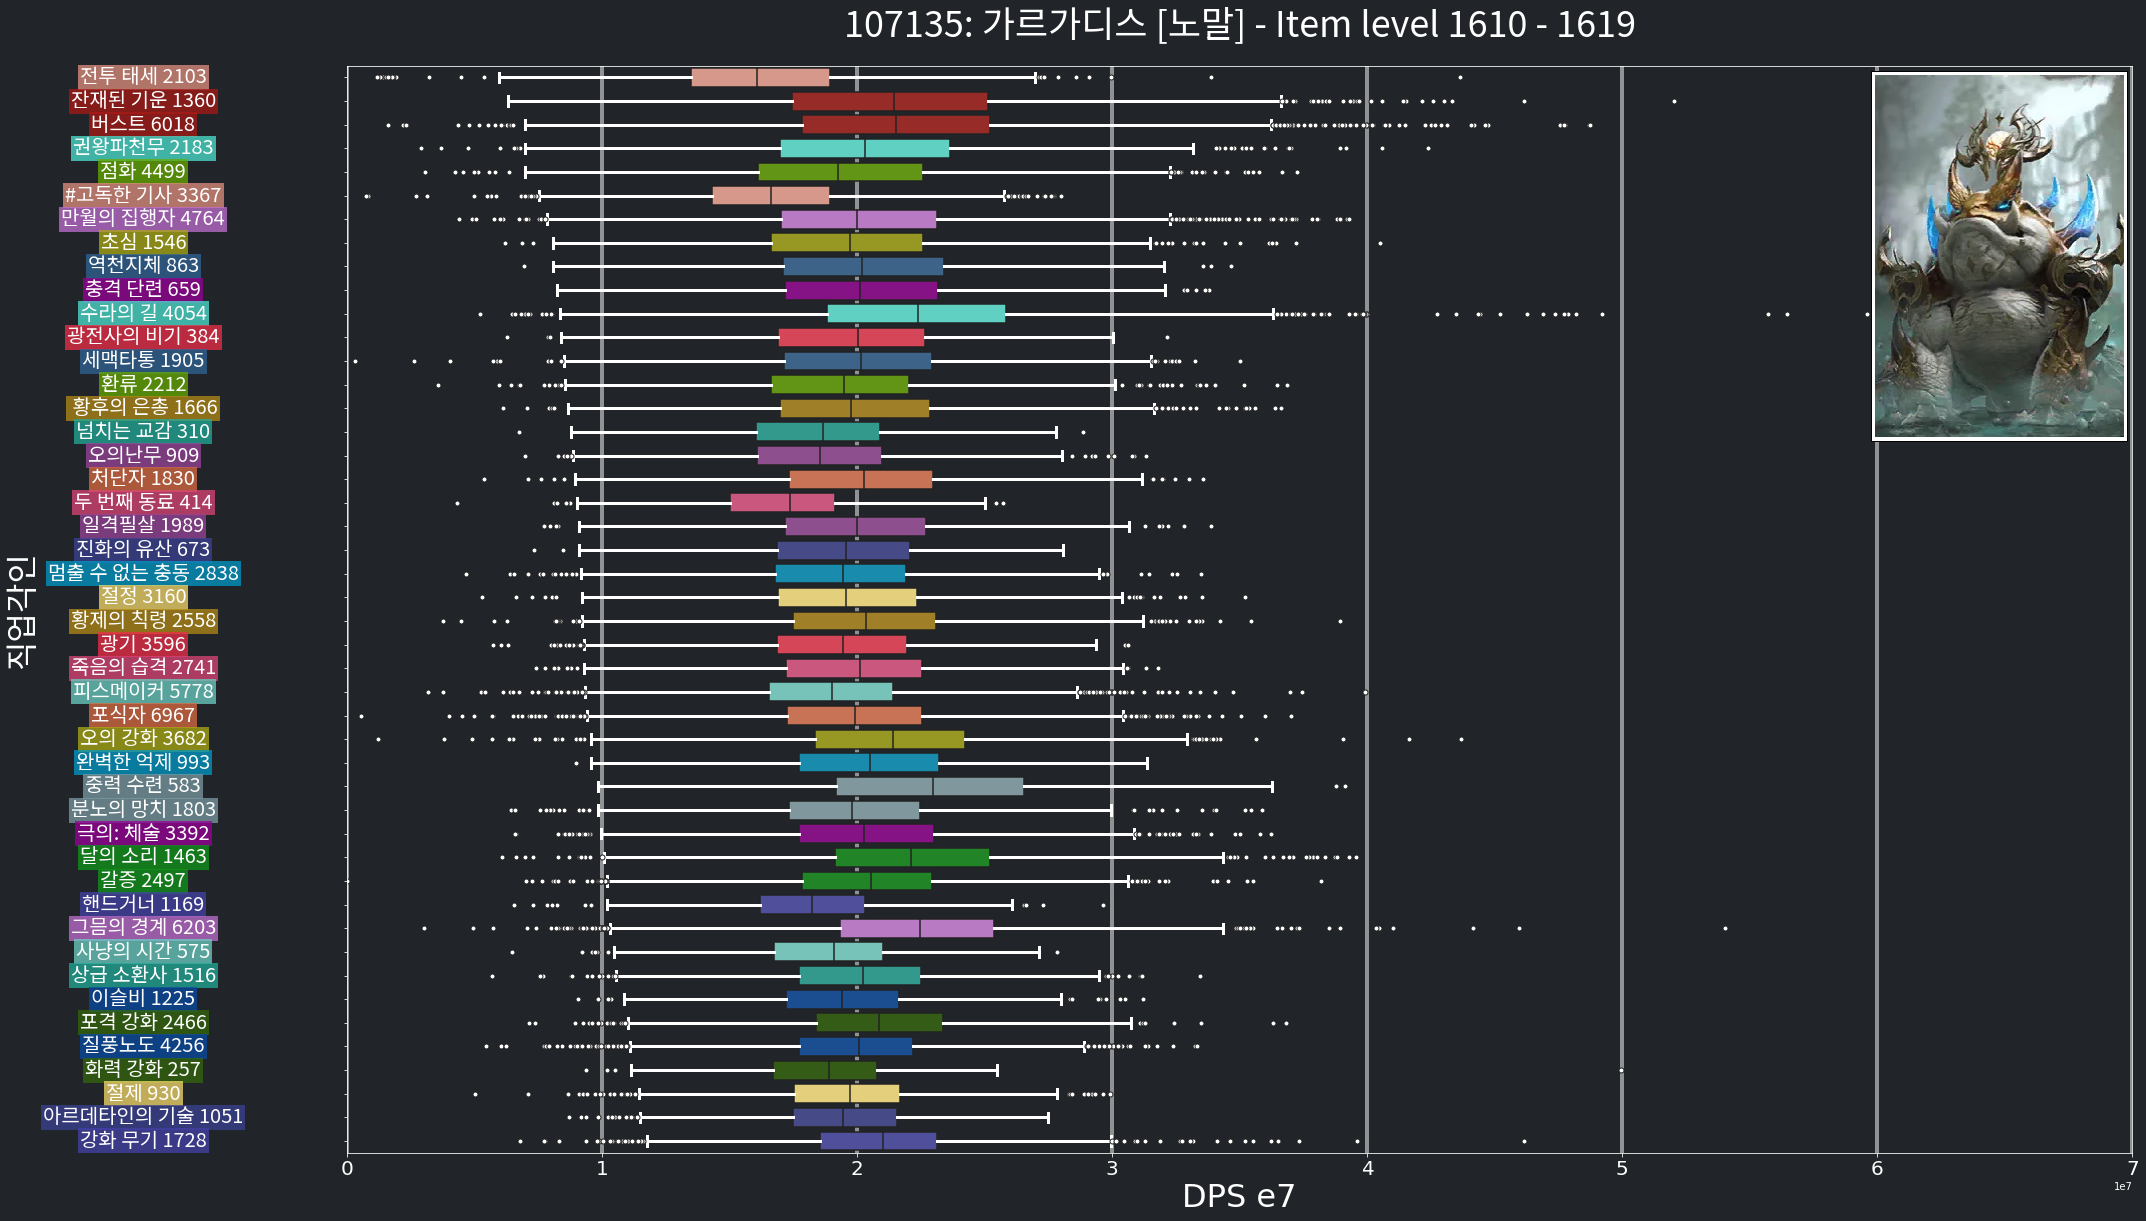 107135: 가르가디스 [노말] - Item level 1610 - 1619
직업각인
전투 태세 2103
잔재된 기운 1360
버스트 6018
권왕파천무 2183
점화 4499
#고독한 기사 3367
만월의 집행자 4764
초심 1546
역천지체 863
충격 단련 659
수라의 길 4054
광전사의 비기 384
세맥타통 1905
환류 2212
황후의 은총 1666
넘치는 교감 310
오의난무 909
처단자 1830
두 번째 동료 414
일격필살 1989
진화의 유산 673
멈출 수 없는 충동 2838
절정 3160
황제의 칙령 2558
광기 3596
죽음의 습격 2741
피스메이커 5778
포식자 6967
오의 강화 3682
완벽한 억제 993
중력 수련 583
분노의 망치 1803
극의: 체술 3392
달의 소리 1463
갈증 2497
핸드거너 1169
그믐의 경계 6203
사냥의 시간 575
상급 소환사 1516
이슬비 1225
포격 강화 2466
질풍노도 4256
화력 강화 257
절제 930
아르데타인의 기술 1051
강화 무기 1728
0 1 2 3 4 5 6 7
1e7
DPS e7